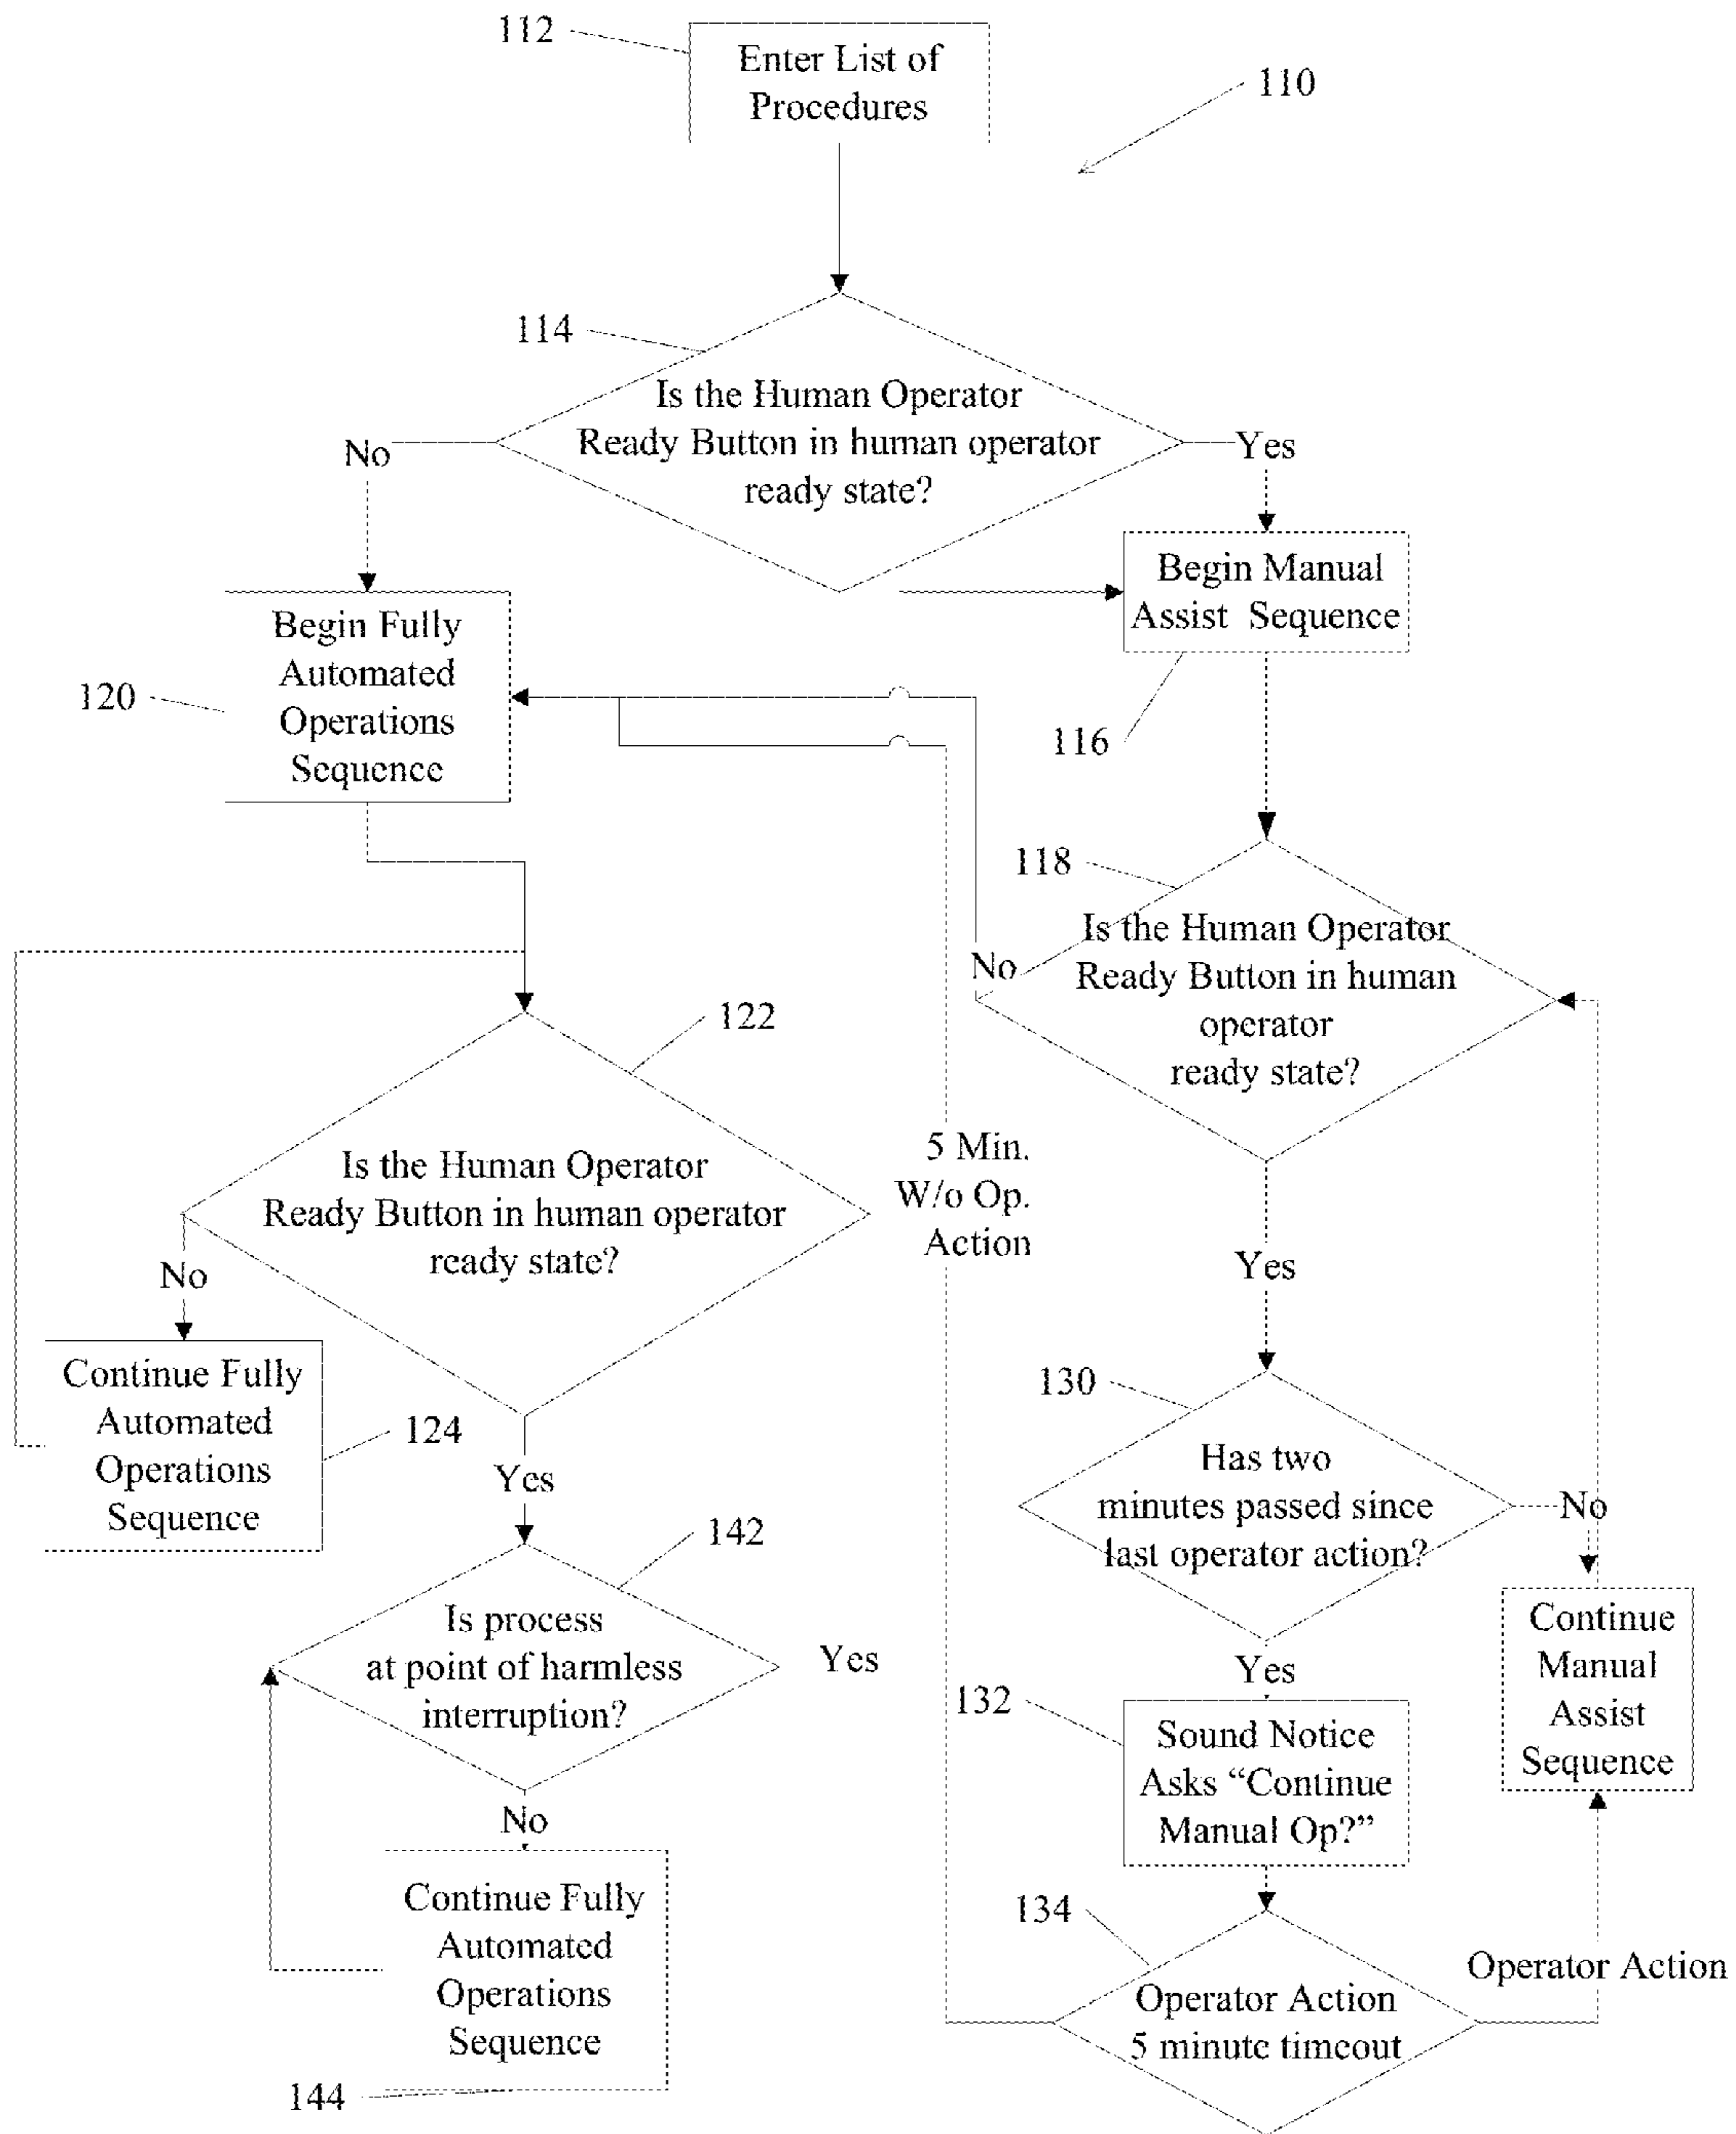 112
Enter List of
Procedures
110
114
Is the Human Operator
Ready Button in human operator
ready state?
No
Yes
Begin Manual
Assist Sequence
116
Begin Fully
Automated
Operations
Sequence
120
118
Is the Human Operator
Ready Button in human
operator
ready state?
No
122
Is the Human Operator
Ready Button in human operator
ready state?
5 Min.
W/o Op.
Action
Yes
No
Continue Fully
Automated
Operations
Sequence
124
Yes
130
Has two
minutes passed since
last operator action?
No
142
Is process
at point of harmless
interruption?
Yes
Yes
132
Sound Notice
Asks “Continue
Manual Op?”
Continue
Manual
Assist
Sequence
No
Continue Fully
Automated
Operations
Sequence
144
134
Operator Action
5 minute timeout
Operator Action